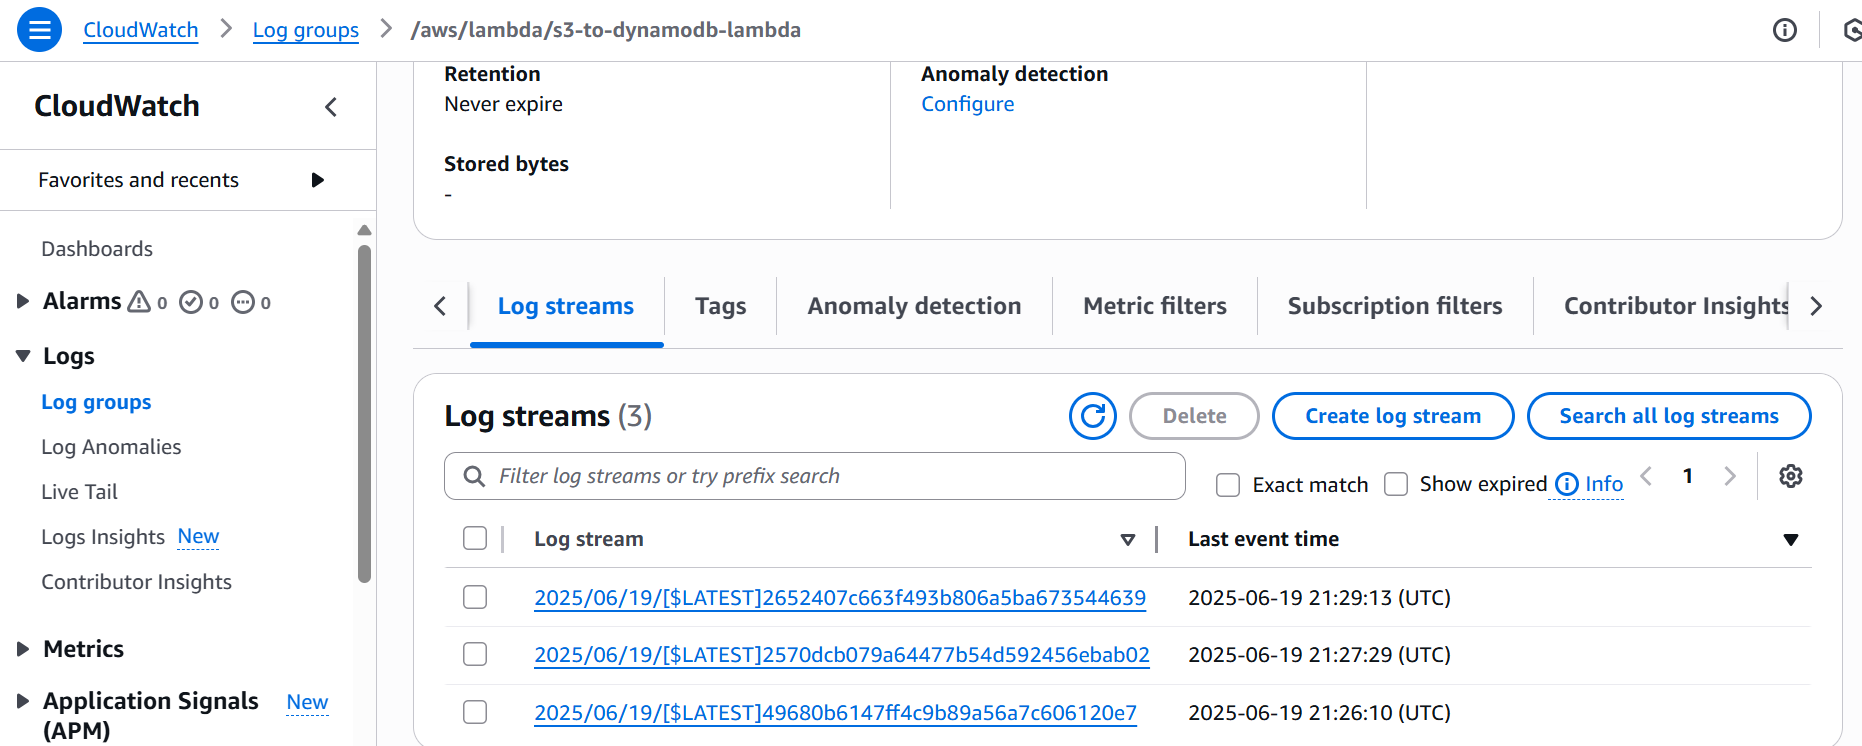 CloudWatch > Log groups > /aws/lambda/s3-to-dynamodb-lambda
CloudWatch
Favorites and recents
Dashboards
Alarms 0 0 0
Logs
Log groups
Log Anomalies
Live Tail
Logs Insights New
Contributor Insights
Metrics
Application Signals New
(APM)
Retention
Never expire
Stored bytes
-
Anomaly detection
Configure
Log streams Tags Anomaly detection Metric filters Subscription filters Contributor Insights
Log streams (3) Delete Create log stream Search all log streams
Filter log streams or try prefix search Exact match Show expired Info 1
Log stream Last event time
2025/06/19/[$LATEST]2652407c663f493b806a5ba673544639 2025-06-19 21:29:13 (UTC)
2025/06/19/[$LATEST]2570dcb079a64477b54d592456ebab02 2025-06-19 21:27:29 (UTC)
2025/06/19/[$LATEST]49680b6147ff4c9b89a56a7c606120e7 2025-06-19 21:26:10 (UTC)